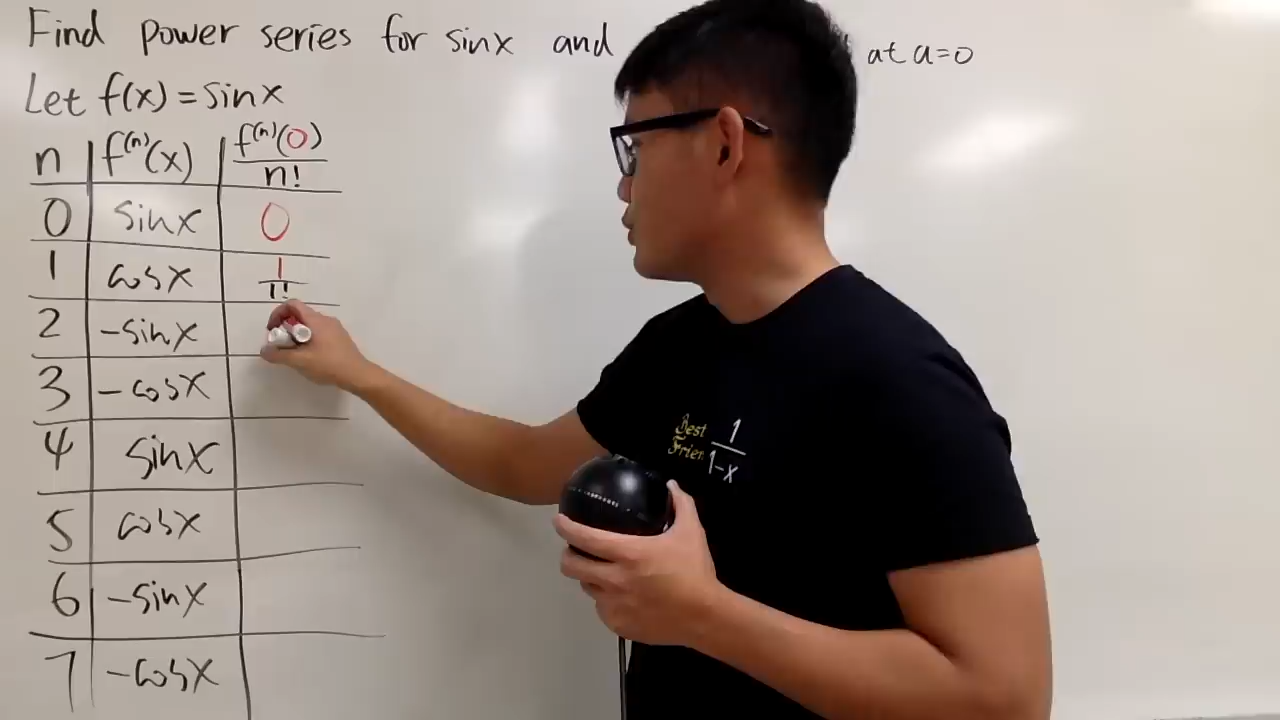 Find power series for sinx and at a=0
Let f(x) = sinx
n | f⁽ⁿ⁾(x) | f⁽ⁿ⁾(0)/n!
0 | sinx | 0
1 | cosx | 1/1!
2 | -sinx
3 | -cosx
4 | sinx
5 | cosx
6 | -sinx
7 | -cosx
Best
Frien
1/(1-x)